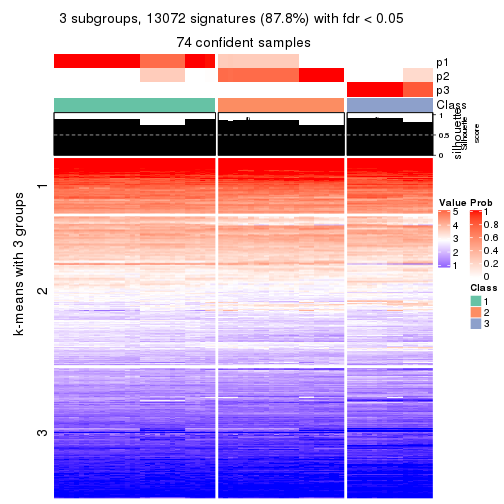 3 subgroups, 13072 signatures (87.8%) with fdr < 0.05
74 confident samples
p1
p2
p3
Class
1
0.5
0
silhouette
Silhouette
score
k-means with 3 groups
1
2
3
Value
5
4
3
2
1
Prob
1
0.8
0.6
0.4
0.2
0
Class
1
2
3